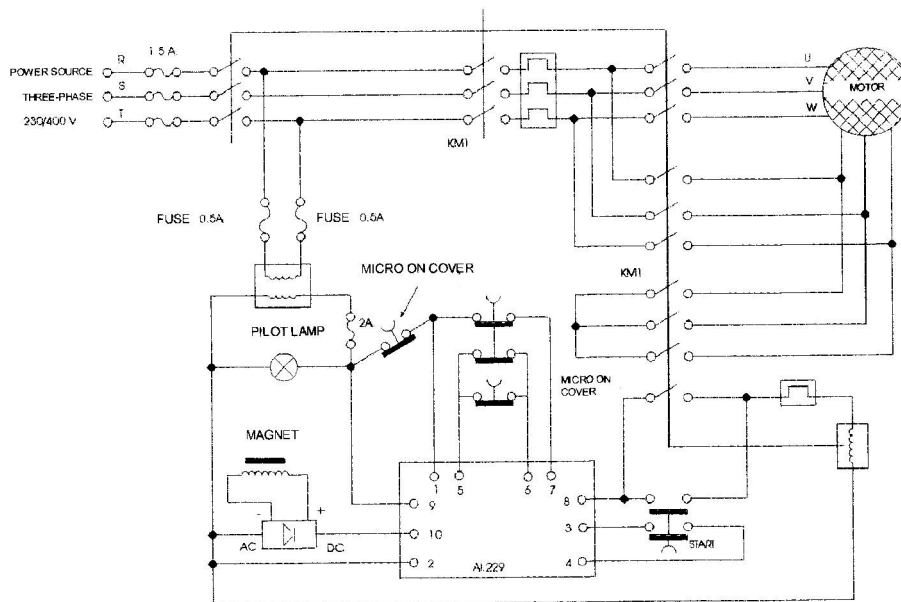 R
1.5 A.
POWER SOURCE
S
THREE-PHASE
T
230/400 V
KM1
U
V
MOTOR
W
FUSE 0.5A
FUSE 0.5A
KM1
MICRO ON COVER
2A
PILOT LAMP
MICRO ON
COVER
MAGNET
- +
AC DC
1 5 6 7
9 8
10 3
2 4
AL229
START